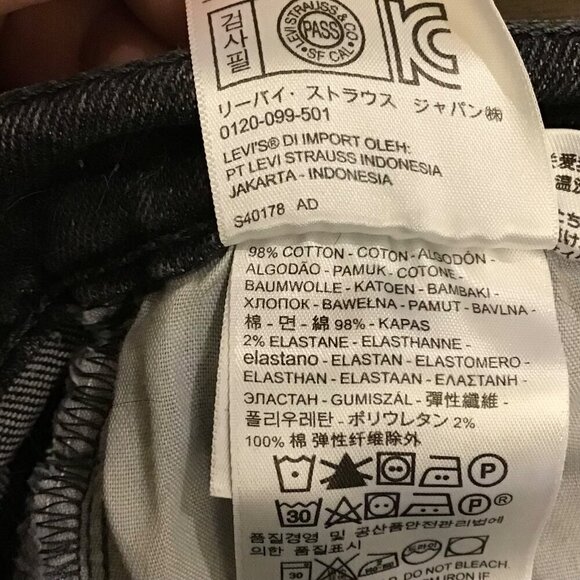 검사필
LEVI STRAUSS & CO
PASS
SF CAL
リーバイ・ストラウス ジャパン㈱
0120-099-501
LEVI'S® DI IMPORT OLEH:
PT LEVI STRAUSS INDONESIA
JAKARTA - INDONESIA
S40178 AD
98% COTTON - COTON - ALGODÓN -
ALGODÃO - PAMUK - COTONE -
BAUMWOLLE - KATOEN - BAMBAKI -
ХЛОПОК - BAWEŁNA - PAMUT - BAVLNA -
棉 - 면 - 綿 98% - KAPAS
2% ELASTANE - ELASTHANNE -
elastano - ELASTAN - ELASTOMERO -
ELASTHAN - ELASTAAN - ΕΛΑΣΤΑΝΗ -
ЭЛАСТАН - GUMISZÁL - 彈性纖維 -
폴리우레탄 - ポリウレタン 2%
100% 棉 弹性纤维除外
P
30 P®
품질경영 및 공산품안전관리법에
의한 품질표시
30
DO NOT BLEACH